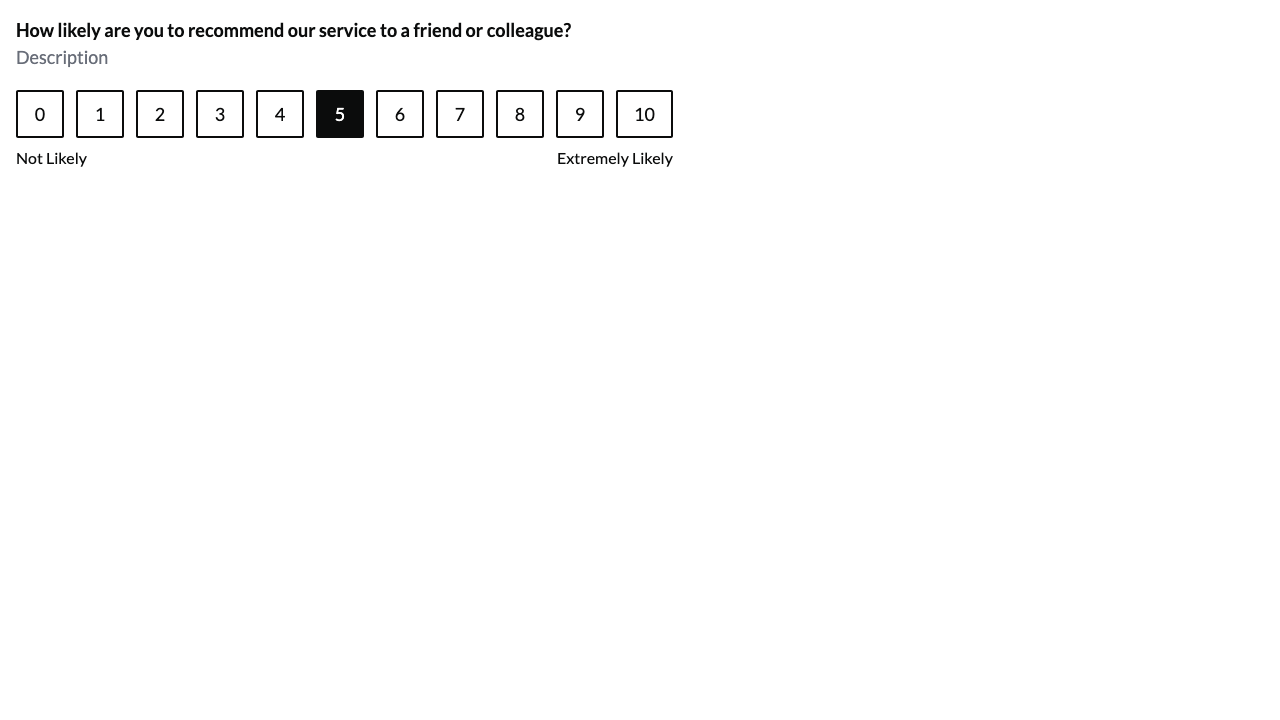 How likely are you to recommend our service to a friend or colleague?
Description
0 1 2 3 4 5 6 7 8 9 10
Not Likely Extremely Likely